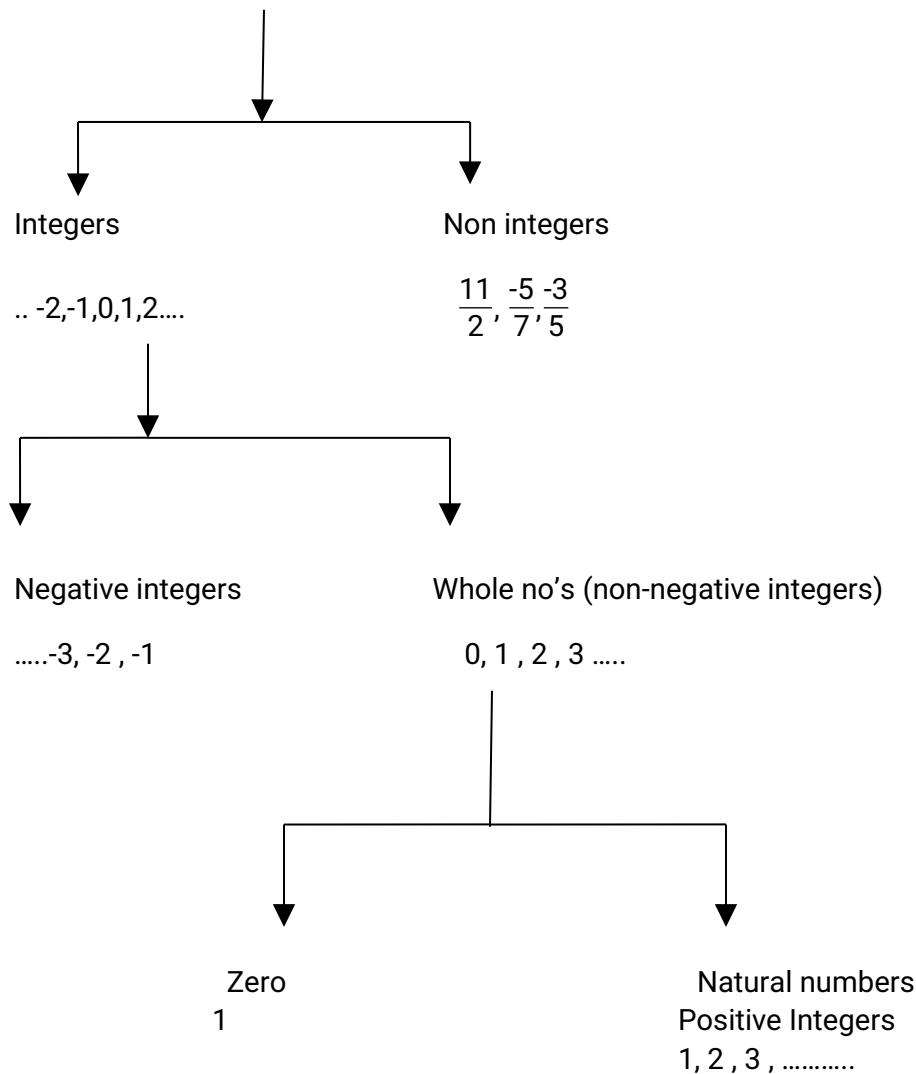 Integers Non integers
.. -2,-1,0,1,2....
11/2, -5/7, -3/5
Negative integers Whole no’s (non-negative integers)
.....-3, -2 , -1 0, 1 , 2 , 3 .....
Zero Natural numbers
1 Positive Integers
1, 2 , 3 , ...........